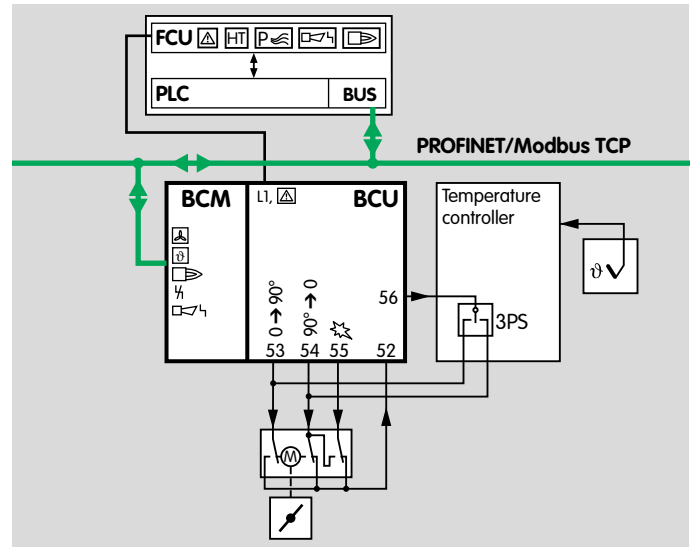 FCU HT P
PLC BUS
PROFINET/Modbus TCP
BCM L1, BCU
Temperature
controller
ϑ
ϑ
0 → 90°
90° → 0
56
3PS
53 54 55 52
M